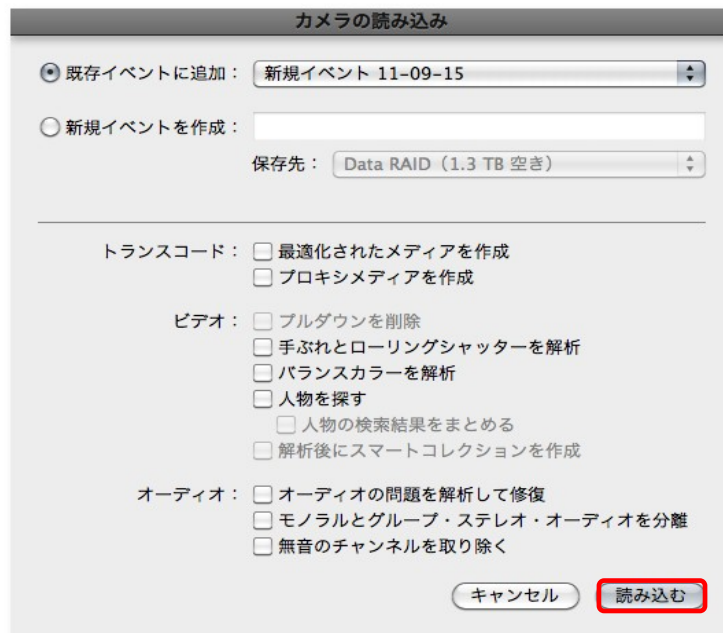 カメラの読み込み
既存イベントに追加： 新規イベント 11-09-15
新規イベントを作成：
保存先： Data RAID（1.3 TB 空き）
トランスコード： 最適化されたメディアを作成
プロキシメディアを作成
ビデオ： プルダウンを削除
手ぶれとローリングシャッターを解析
バランスカラーを解析
人物を探す
人物の検索結果をまとめる
解析後にスマートコレクションを作成
オーディオ： オーディオの問題を解析して修復
モノラルとグループ・ステレオ・オーディオを分離
無音のチャンネルを取り除く
キャンセル 読み込む